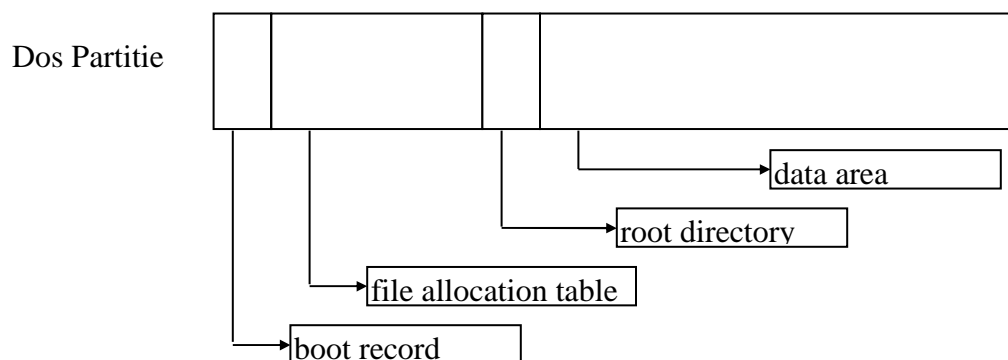 Dos Partitie
data area
root directory
file allocation table
boot record